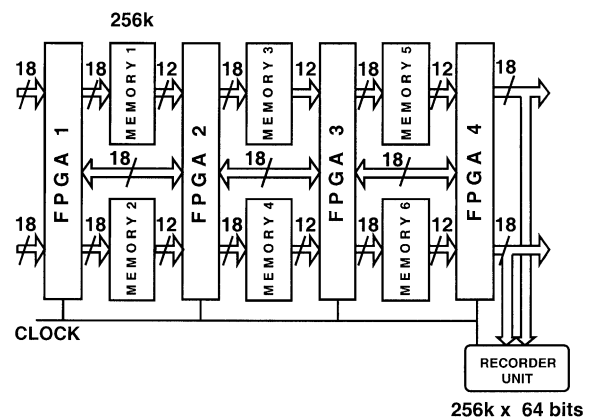 256k
18 18 12 18 12 18 12 18
FPGA 1
MEMORY 1
FPGA 2
MEMORY 3
FPGA 3
MEMORY 5
FPGA 4
18 18 18
18 18 12 18 12 18 12 18
MEMORY 2
MEMORY 4
MEMORY 6
CLOCK
RECORDER
UNIT
256k x 64 bits